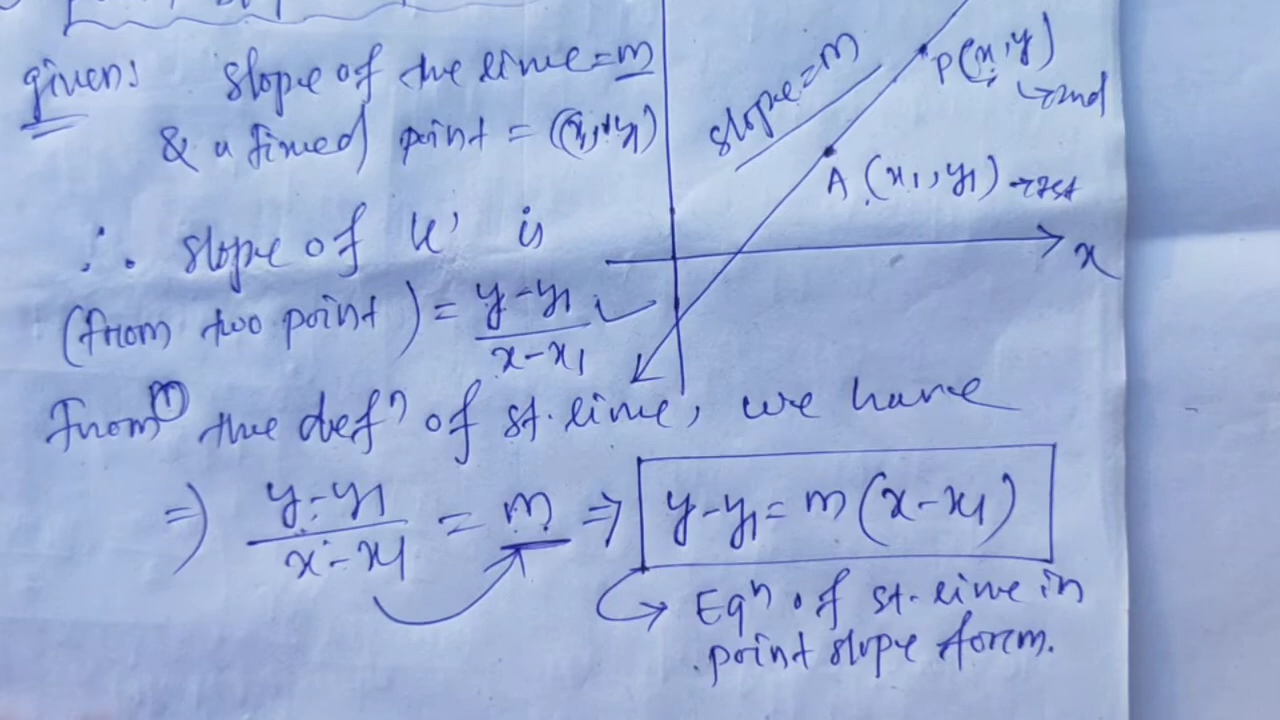 given: slope of the line = m
& a fixed point = (x₁, y₁)
∴ slope of 'l' is
(from two point) = (y-y₁)/(x-x₁)
From the defⁿ of st. line, we have
⇒ (y-y₁)/(x-x₁) = m ⇒ y-y₁ = m(x-x₁)
→ Eqⁿ of st. line in
point slope form.
slope = m
P(x, y)
→ 2nd
A (x₁, y₁) → 1st
x